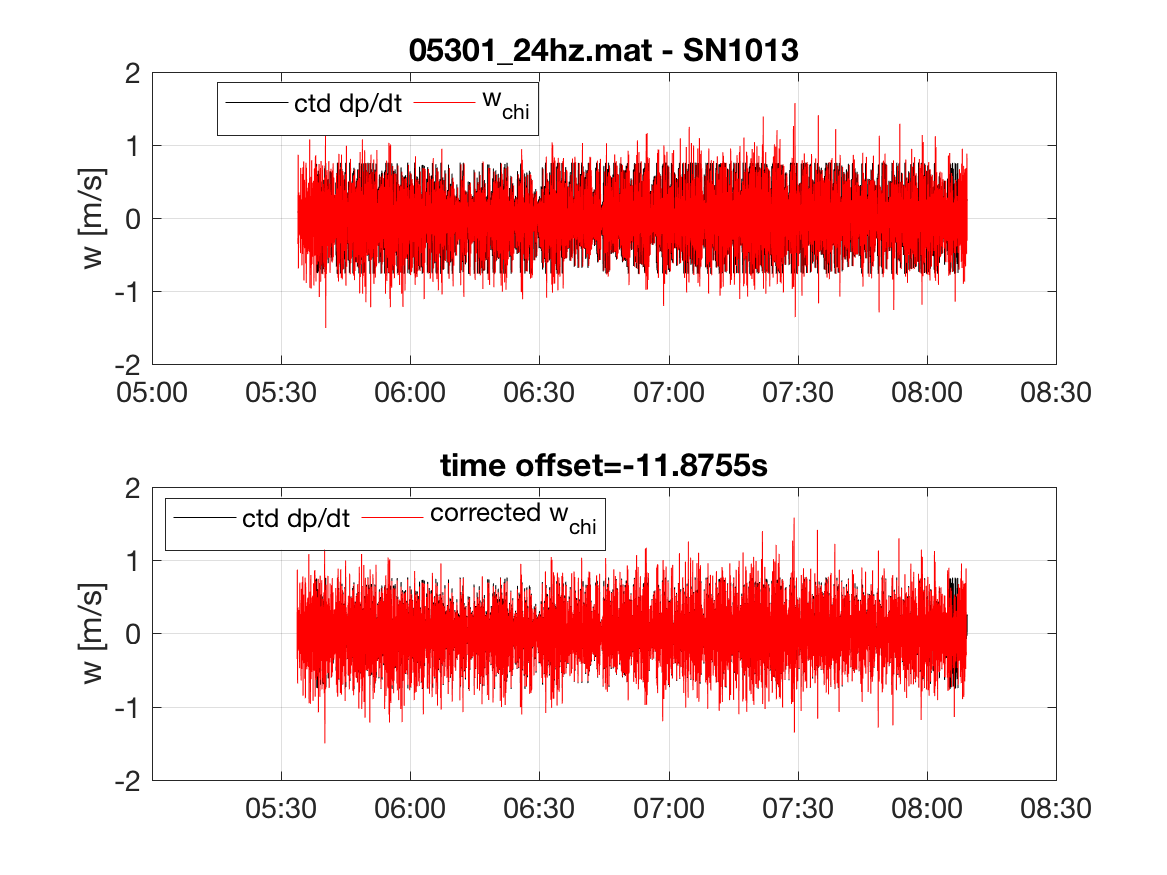 05301_24hz.mat - SN1013
ctd dp/dt w_chi
w [m/s]
2
1
0
-1
-2
05:00 05:30 06:00 06:30 07:00 07:30 08:00 08:30
time offset=-11.8755s
ctd dp/dt corrected w_chi
w [m/s]
2
1
0
-1
-2
05:30 06:00 06:30 07:00 07:30 08:00 08:30